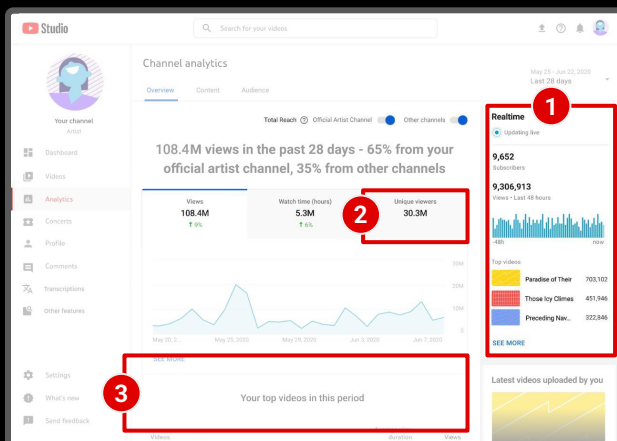 Studio
Search for your videos
Channel analytics
May 25 - Jun 22, 2020
Last 28 days
Overview
Content
Audience
Your channel
Artist
Dashboard
Videos
Analytics
Concerts
Profile
Comments
Transcriptions
Other features
Settings
What's new
Send feedback
Total Reach
Official Artist Channel
Other channels
108.4M views in the past 28 days - 65% from your
official artist channel, 35% from other channels
Views
108.4M
↑ 9%
Watch time (hours)
5.3M
↑ 6%
2
Unique viewers
30.3M
30M
20M
10M
0
May 20, 2...
May 25, 2020
May 29, 2020
Jun 3, 2020
Jun 7, 2020
SEE MORE
3
Your top videos in this period
Videos
duration
Views
1
Realtime
Updating live
9,652
Subscribers
9,306,913
Views • Last 48 hours
-48h
now
Top videos
Paradise of Their
703,102
Those Icy Climes
451,946
Preceding Nav...
322,846
SEE MORE
Latest videos uploaded by you